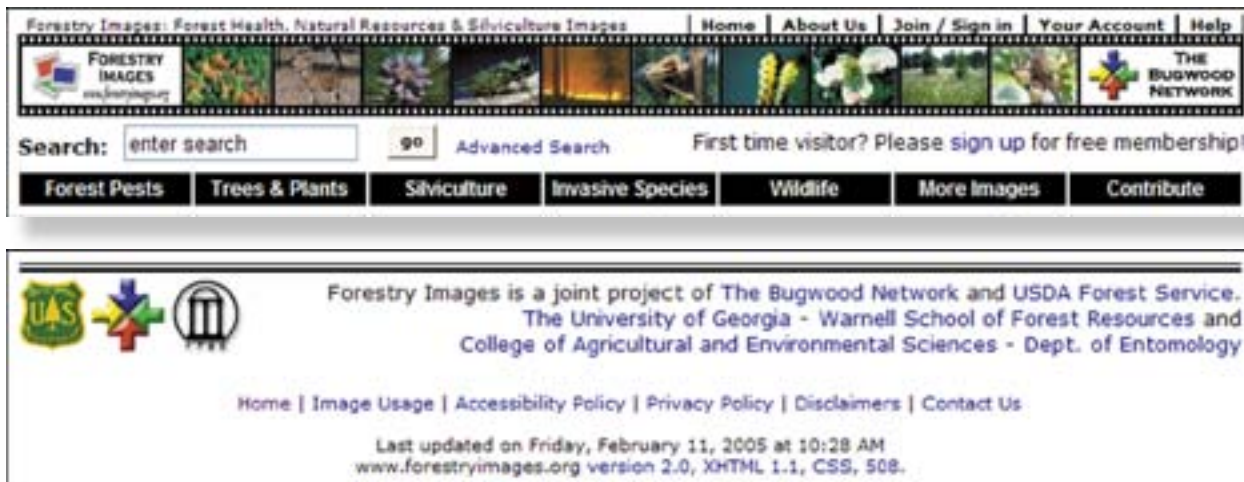 Forestry Images: Forest Health, Natural Resources & Silviculture Images | Home | About Us | Join / Sign in | Your Account | Help
FORESTRY
IMAGES
www.forestryimages.org
THE
BUGWOOD
NETWORK
Search: enter search go Advanced Search First time visitor? Please sign up for free membership!
Forest Pests Trees & Plants Silviculture Invasive Species Wildlife More Images Contribute
UAS
Forestry Images is a joint project of The Bugwood Network and USDA Forest Service.
The University of Georgia - Warnell School of Forest Resources and
College of Agricultural and Environmental Sciences - Dept. of Entomology
Home | Image Usage | Accessibility Policy | Privacy Policy | Disclaimers | Contact Us
Last updated on Friday, February 11, 2005 at 10:28 AM
www.forestryimages.org version 2.0, XHTML 1.1, CSS, 508.